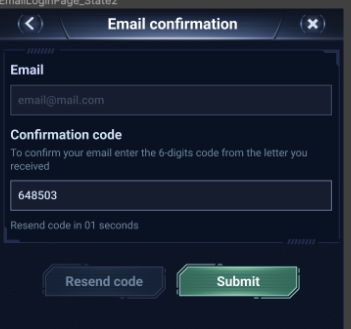 EmailLoginPage_State2
Email confirmation
Email
email@mail.com
Confirmation code
To confirm your email enter the 6-digits code from the letter you
received
648503
Resend code in 01 seconds
Resend code
Submit